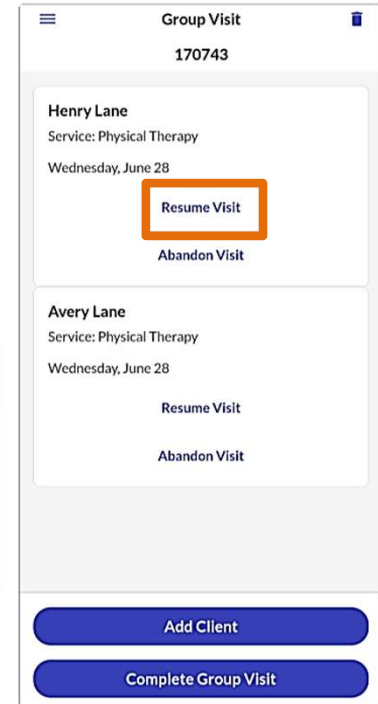 Group Visit
170743
Henry Lane
Service: Physical Therapy
Wednesday, June 28
Resume Visit
Abandon Visit
Avery Lane
Service: Physical Therapy
Wednesday, June 28
Resume Visit
Abandon Visit
Add Client
Complete Group Visit